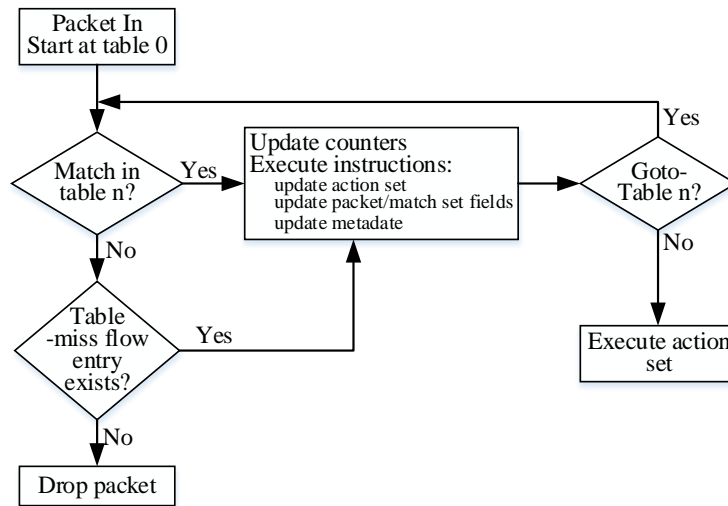 Packet In
Start at table 0
Yes
Match in
table n?
Yes
Update counters
Execute instructions:
update action set
update packet/match set fields
update metadate
Goto-
Table n?
No
No
Table
-miss flow
entry
exists?
Yes
Execute action
set
No
Drop packet